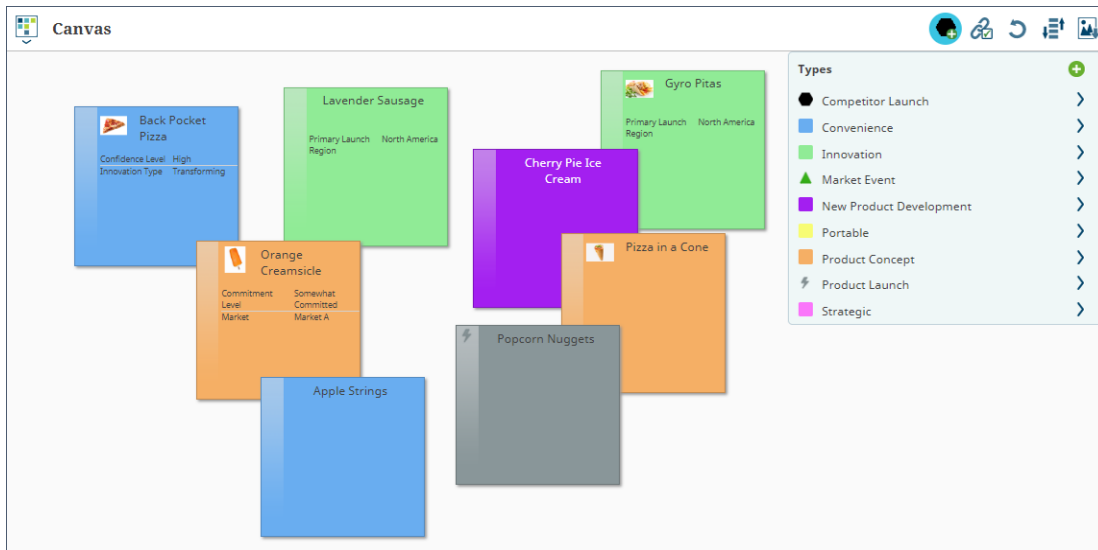 Canvas
Back Pocket
Pizza
Confidence Level High
Innovation Type Transforming
Lavender Sausage
Primary Launch North America
Region
Gyro Pitas
Primary Launch North America
Region
Cherry Pie Ice
Cream
Orange
Creamsicle
Commitment Somewhat
Level Committed
Market Market A
Pizza in a Cone
Popcorn Nuggets
Apple Strings
Types
Competitor Launch
Convenience
Innovation
Market Event
New Product Development
Portable
Product Concept
Product Launch
Strategic